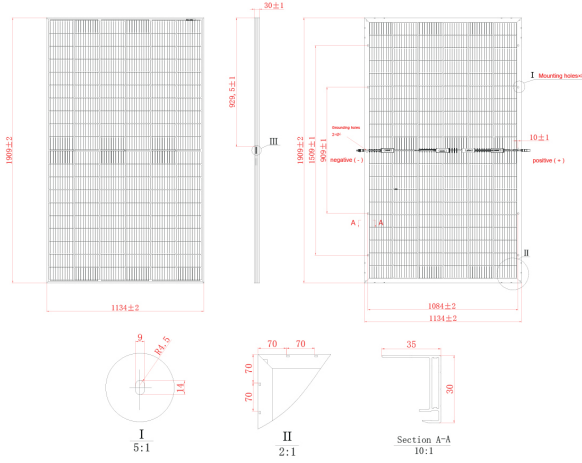 30±1
1909±2
929,5±1
III
1909±2
1509±1
909±1
I
Mounting holes
Grounding holes
negative (-)
10±1
positive (+)
A
A
II
1134±2
1084±2
1134±2
9
R4.5
14
I
5:1
70
70
70
70
II
2:1
35
30
Section A-A
10:1